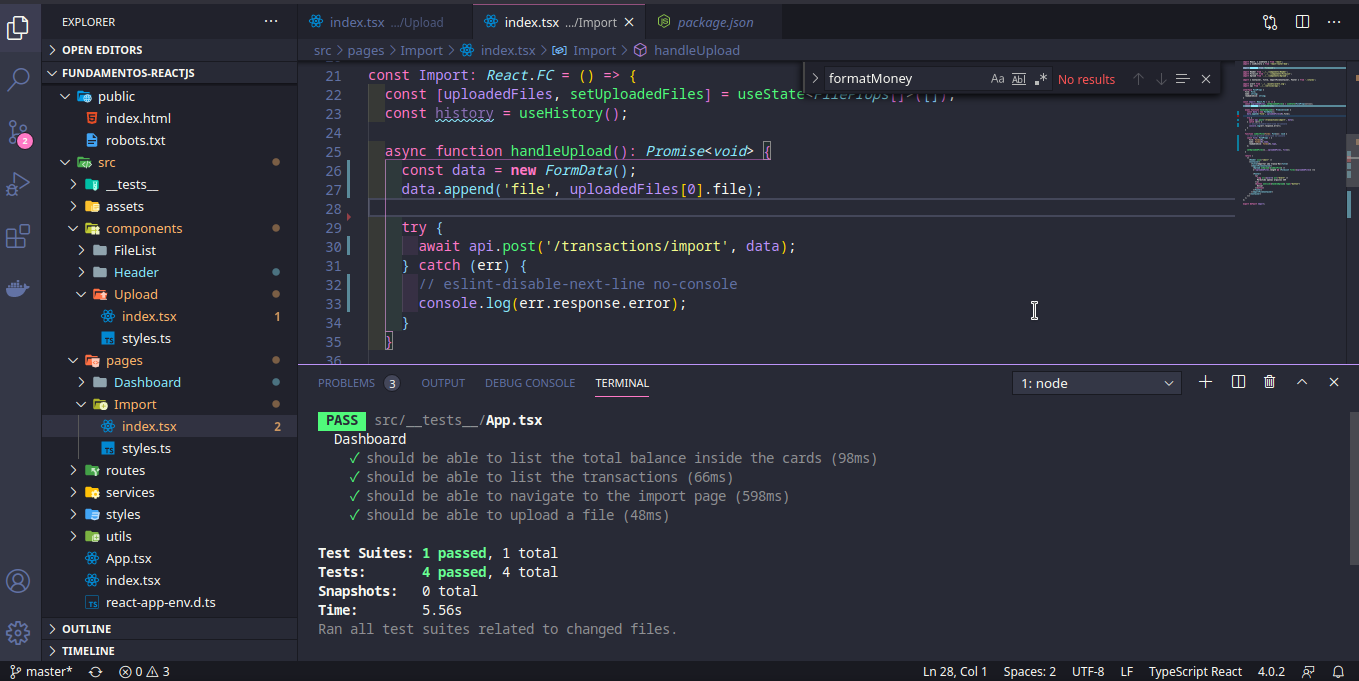 EXPLORER
OPEN EDITORS
FUNDAMENTOS-REACTJS
public
index.html
robots.txt
src
__tests__
assets
components
FileList
Header
Upload
index.tsx 1
styles.ts
pages
Dashboard
Import
index.tsx 2
styles.ts
routes
services
styles
utils
App.tsx
index.tsx
react-app-env.d.ts
OUTLINE
TIMELINE
2
index.tsx .../Upload
index.tsx .../Import
package.json
src > pages > Import > index.tsx > Import > handleUpload
formatMoney
Aa Abl .* No results
21 const Import: React.FC = () => {
22 const [uploadedFiles, setUploadedFiles] = useState<FileProps[]>([]);
23 const history = useHistory();
24
25 async function handleUpload(): Promise<void> {
26 const data = new FormData();
27 data.append('file', uploadedFiles[0].file);
28
29 try {
30 await api.post('/transactions/import', data);
31 } catch (err) {
32 // eslint-disable-next-line no-console
33 console.log(err.response.error);
34 }
35 }
36
PROBLEMS 3 OUTPUT DEBUG CONSOLE TERMINAL 1: node
PASS src/__tests__/App.tsx
Dashboard
✓ should be able to list the total balance inside the cards (98ms)
✓ should be able to list the transactions (66ms)
✓ should be able to navigate to the import page (598ms)
✓ should be able to upload a file (48ms)
Test Suites: 1 passed, 1 total
Tests: 4 passed, 4 total
Snapshots: 0 total
Time: 5.56s
Ran all test suites related to changed files.
master* 0 3 Ln 28, Col 1 Spaces: 2 UTF-8 LF TypeScript React 4.0.2